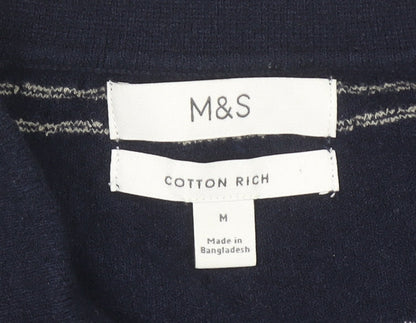 M&S
COTTON RICH
M
Made in
Bangladesh